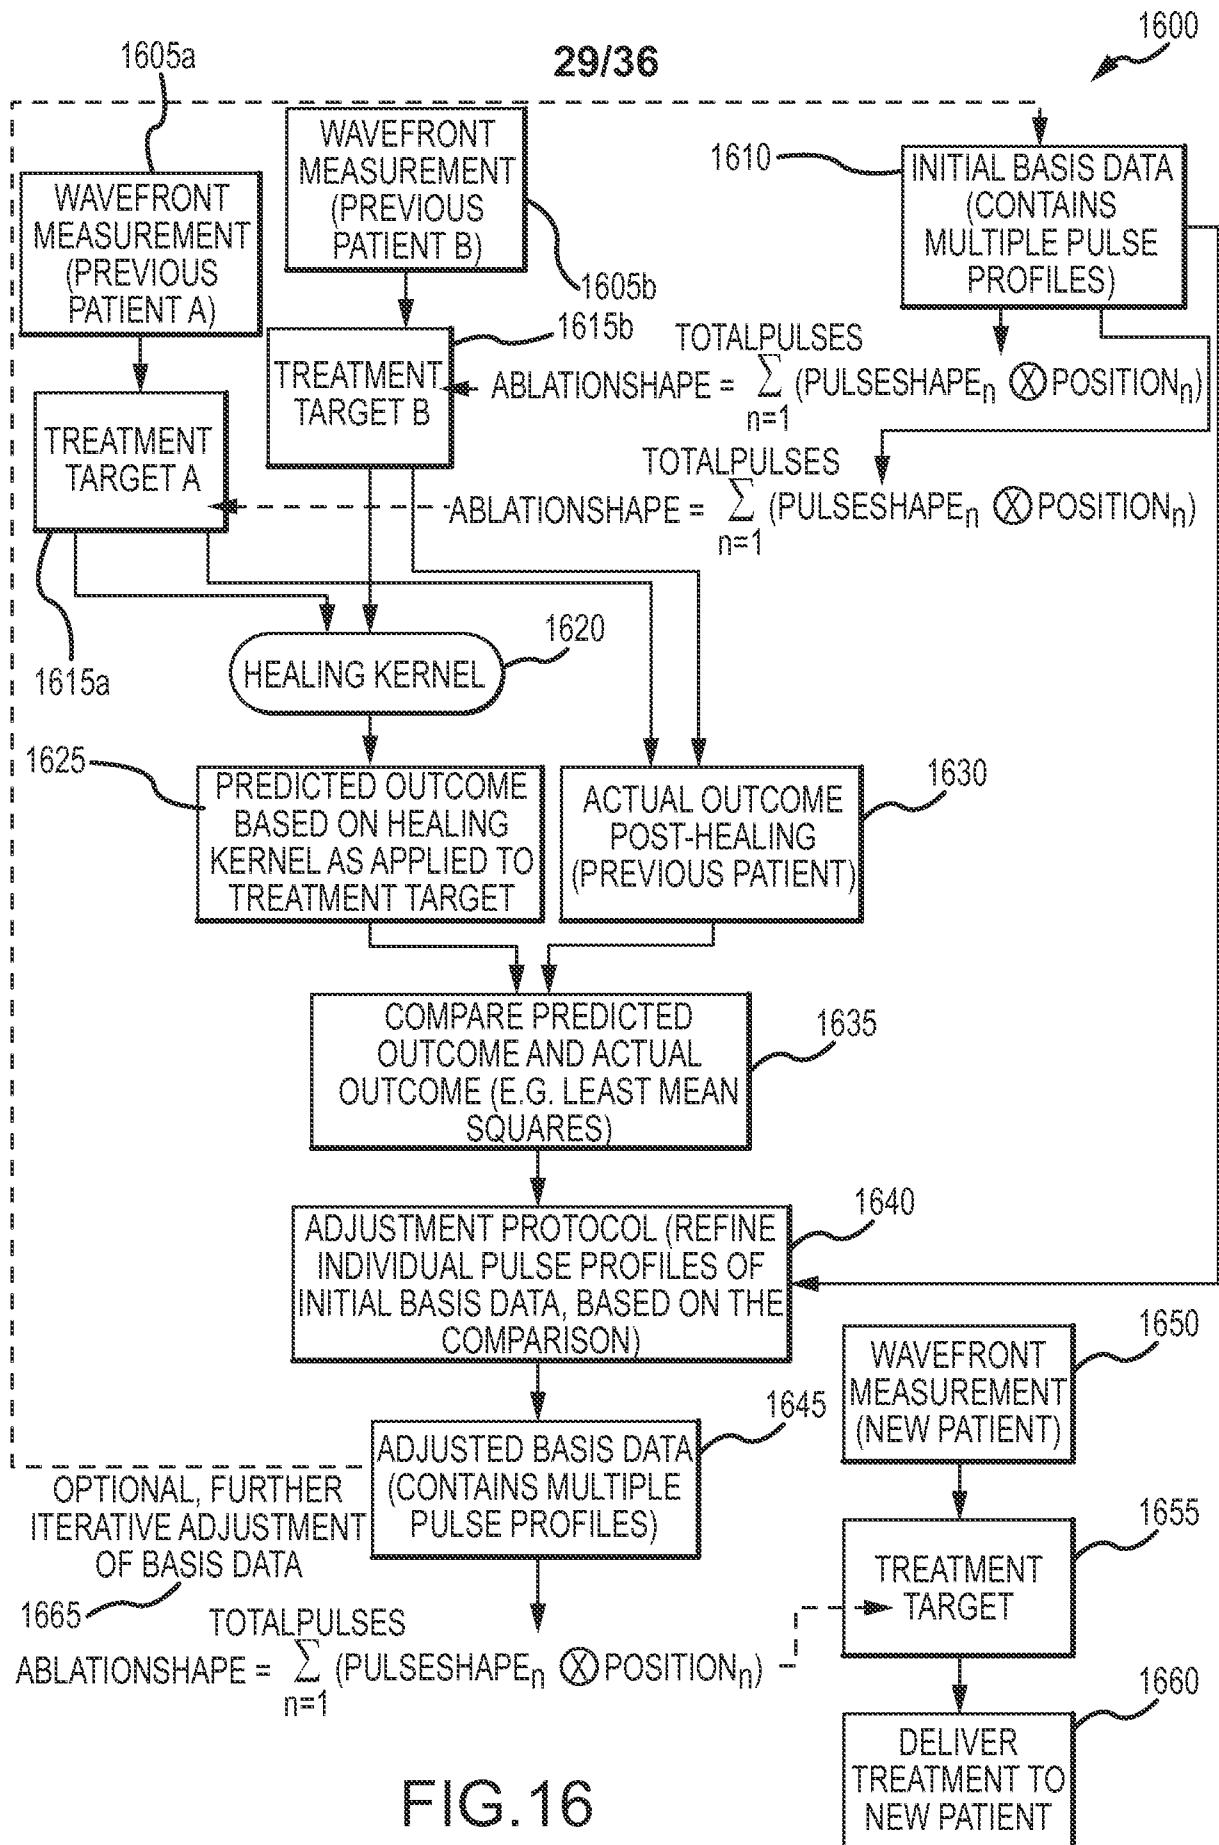 1600
29/36
1605a
WAVEFRONT
MEASUREMENT
(PREVIOUS
PATIENT A)
WAVEFRONT
MEASUREMENT
(PREVIOUS
PATIENT B)
1605b
1610
INITIAL BASIS DATA
(CONTAINS
MULTIPLE PULSE
PROFILES)
1615b
TREATMENT
TARGET B
TOTALPULSES
ABLATIONSHAPE = Σ (PULSESHAPEn ⊗ POSITIONn)
n=1
TREATMENT
TARGET A
1615a
TOTALPULSES
ABLATIONSHAPE = Σ (PULSESHAPEn ⊗ POSITIONn)
n=1
1620
HEALING KERNEL
1625
PREDICTED OUTCOME
BASED ON HEALING
KERNEL AS APPLIED TO
TREATMENT TARGET
1630
ACTUAL OUTCOME
POST-HEALING
(PREVIOUS PATIENT)
COMPARE PREDICTED
OUTCOME AND ACTUAL
OUTCOME (E.G. LEAST MEAN
SQUARES)
1635
ADJUSTMENT PROTOCOL (REFINE
INDIVIDUAL PULSE PROFILES OF
INITIAL BASIS DATA, BASED ON THE
COMPARISON)
1640
ADJUSTED BASIS DATA
(CONTAINS MULTIPLE
PULSE PROFILES)
1645
OPTIONAL, FURTHER
ITERATIVE ADJUSTMENT
OF BASIS DATA
1665
TOTALPULSES
ABLATIONSHAPE = Σ (PULSESHAPEn ⊗ POSITIONn)
n=1
WAVEFRONT
MEASUREMENT
(NEW PATIENT)
1650
TREATMENT
TARGET
1655
DELIVER
TREATMENT TO
NEW PATIENT
1660
FIG.16